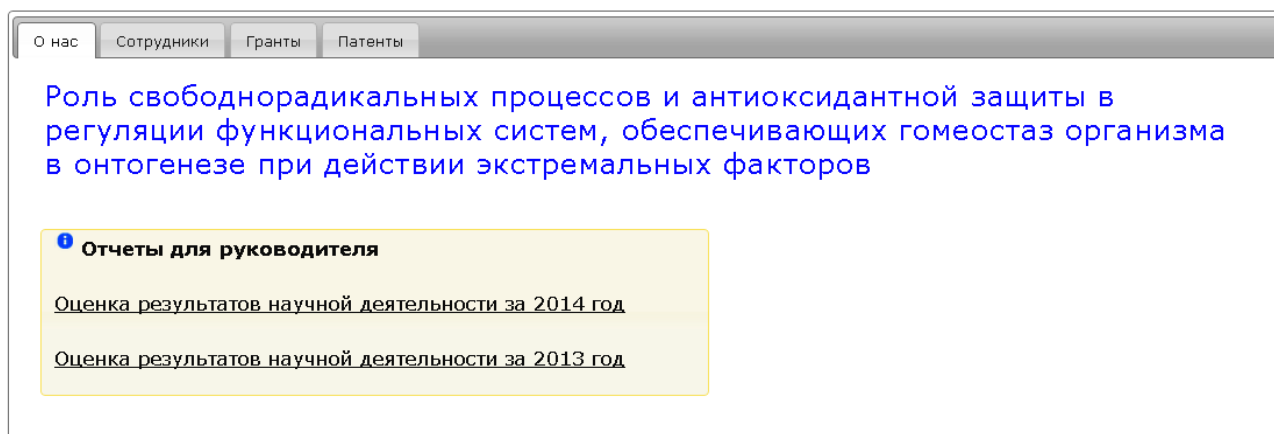 О нас Сотрудники Гранты Патенты
Роль свободнорадикальных процессов и антиоксидантной защиты в
регуляции функциональных систем, обеспечивающих гомеостаз организма
в онтогенезе при действии экстремальных факторов
Отчеты для руководителя
Оценка результатов научной деятельности за 2014 год
Оценка результатов научной деятельности за 2013 год